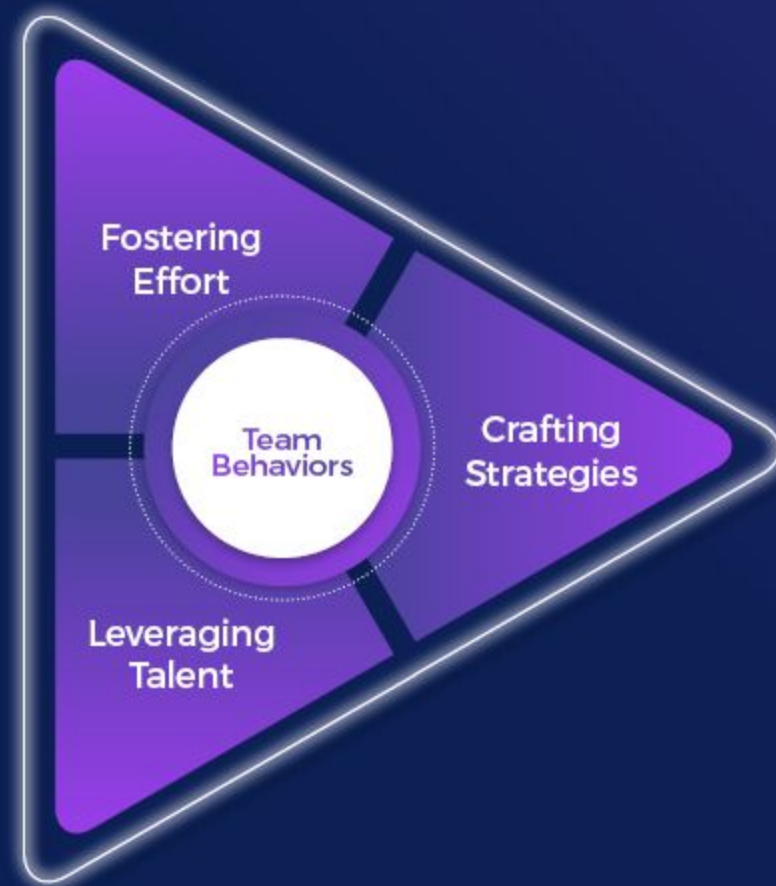 Fostering
Effort
Team
Behaviors
Crafting
Strategies
Leveraging
Talent